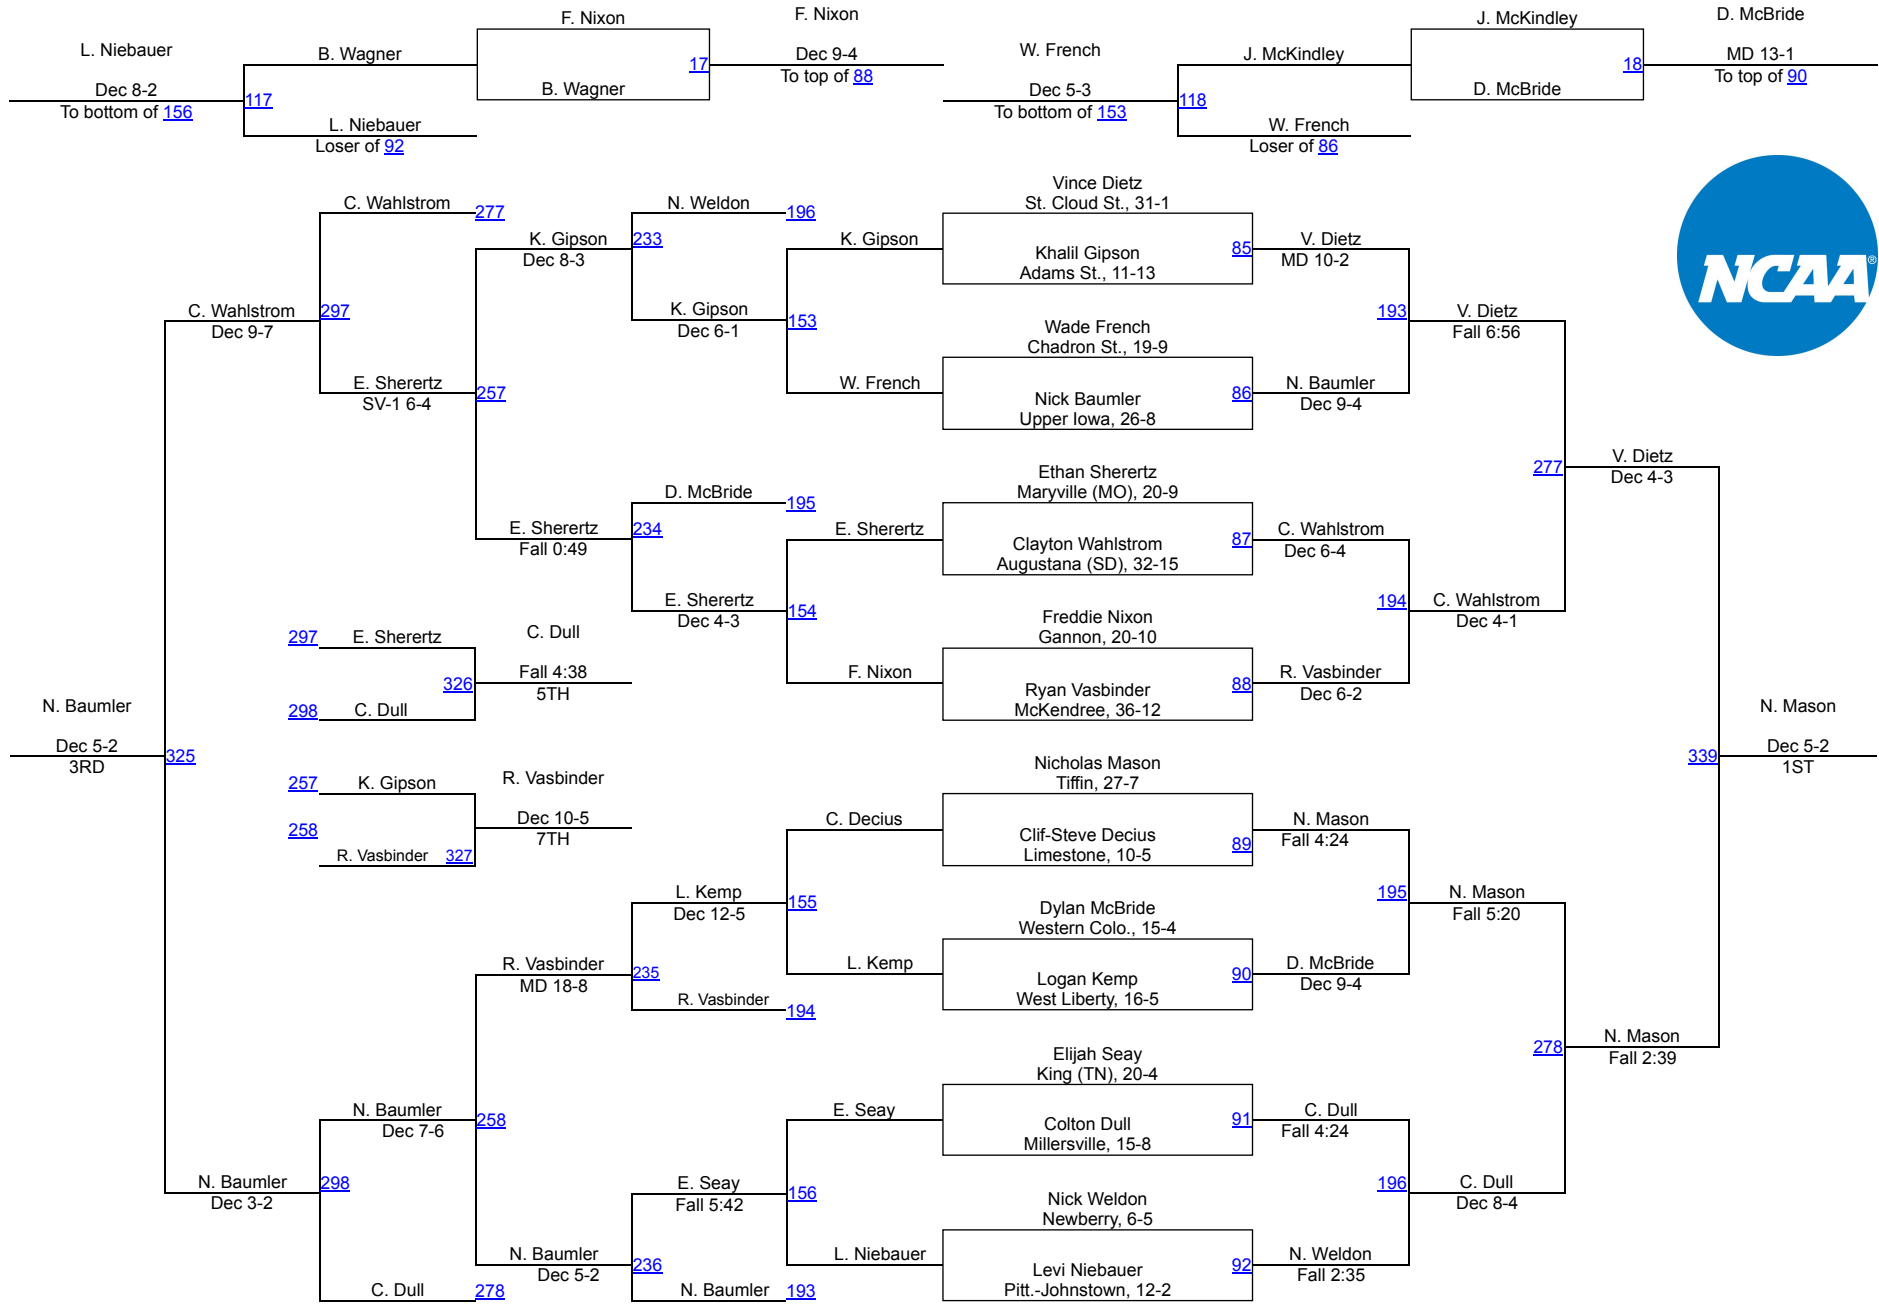 F. Nixon
F. Nixon
J. McKindley
D. McBride
L. Niebauer
B. Wagner
17
Dec 9-4
To top of 88
W. French
J. McKindley
18
MD 13-1
To top of 90
Dec 8-2
To bottom of 156
117
B. Wagner
Dec 5-3
To bottom of 153
118
D. McBride
L. Niebauer
Loser of 92
W. French
Loser of 86
NCAA®
C. Wahlstrom
277
N. Weldon
196
Vince Dietz
St. Cloud St., 31-1
K. Gipson
Dec 8-3
233
K. Gipson
Khalil Gipson
Adams St., 11-13
85
V. Dietz
MD 10-2
C. Wahlstrom
Dec 9-7
297
K. Gipson
Dec 6-1
153
Wade French
Chadron St., 19-9
193
V. Dietz
Fall 6:56
E. Sherertz
SV-1 6-4
257
W. French
Nick Baumler
Upper Iowa, 26-8
86
N. Baumler
Dec 9-4
D. McBride
195
Ethan Sherertz
Maryville (MO), 20-9
277
V. Dietz
Dec 4-3
E. Sherertz
Fall 0:49
234
E. Sherertz
Clayton Wahlstrom
Augustana (SD), 32-15
87
C. Wahlstrom
Dec 6-4
E. Sherertz
Dec 4-3
154
Freddie Nixon
Gannon, 20-10
194
C. Wahlstrom
Dec 4-1
297
E. Sherertz
C. Dull
326
Fall 4:38
5TH
F. Nixon
Ryan Vasbinder
McKendree, 36-12
88
R. Vasbinder
Dec 6-2
298
C. Dull
N. Baumler
Dec 5-2
3RD
325
N. Mason
339
Dec 5-2
1ST
257
K. Gipson
R. Vasbinder
Nicholas Mason
Tiffin, 27-7
258
Dec 10-5
7TH
R. Vasbinder
327
C. Decius
Clif-Steve Decius
Limestone, 10-5
89
N. Mason
Fall 4:24
L. Kemp
Dec 12-5
155
Dylan McBride
Western Colo., 15-4
195
N. Mason
Fall 5:20
R. Vasbinder
MD 18-8
235
L. Kemp
Logan Kemp
West Liberty, 16-5
90
D. McBride
Dec 9-4
R. Vasbinder
194
Elijah Seay
King (TN), 20-4
278
N. Mason
Fall 2:39
N. Baumler
Dec 7-6
258
E. Seay
Colton Dull
Millersville, 15-8
91
C. Dull
Fall 4:24
N. Baumler
Dec 3-2
298
E. Seay
Fall 5:42
156
Nick Weldon
Newberry, 6-5
196
C. Dull
Dec 8-4
N. Baumler
Dec 5-2
236
L. Niebauer
Levi Niebauer
Pitt.-Johnstown, 12-2
92
N. Weldon
Fall 2:35
C. Dull
278
N. Baumler
193